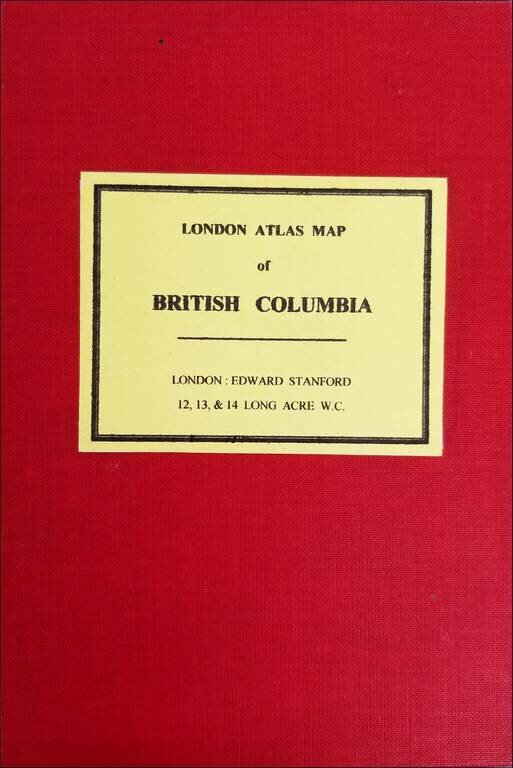 LONDON ATLAS MAP
of
BRITISH COLUMBIA
LONDON : EDWARD STANFORD
12, 13, & 14 LONG ACRE W.C.